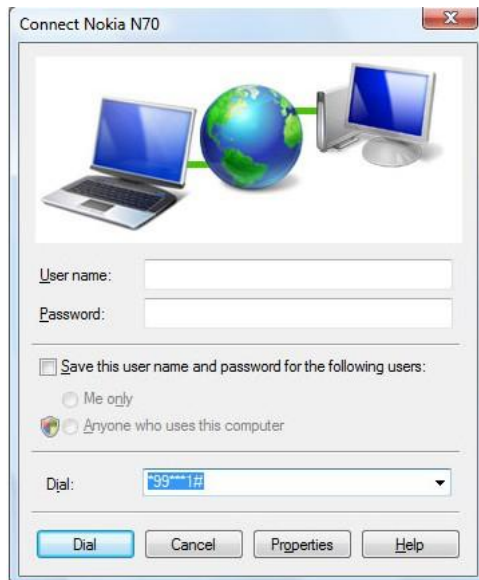 Connect Nokia N70
User name:
Password:
Save this user name and password for the following users:
Me only
Anyone who uses this computer
Dial: *99***1#
Dial Cancel Properties Help